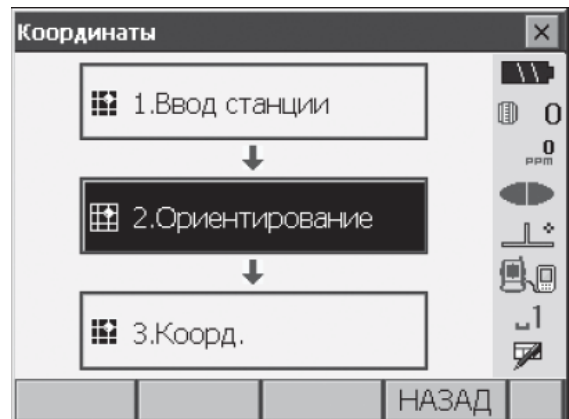 Координаты
1.Ввод станции
2.Ориентирование
3.Коорд.
0
0
ppm
1
НАЗАД